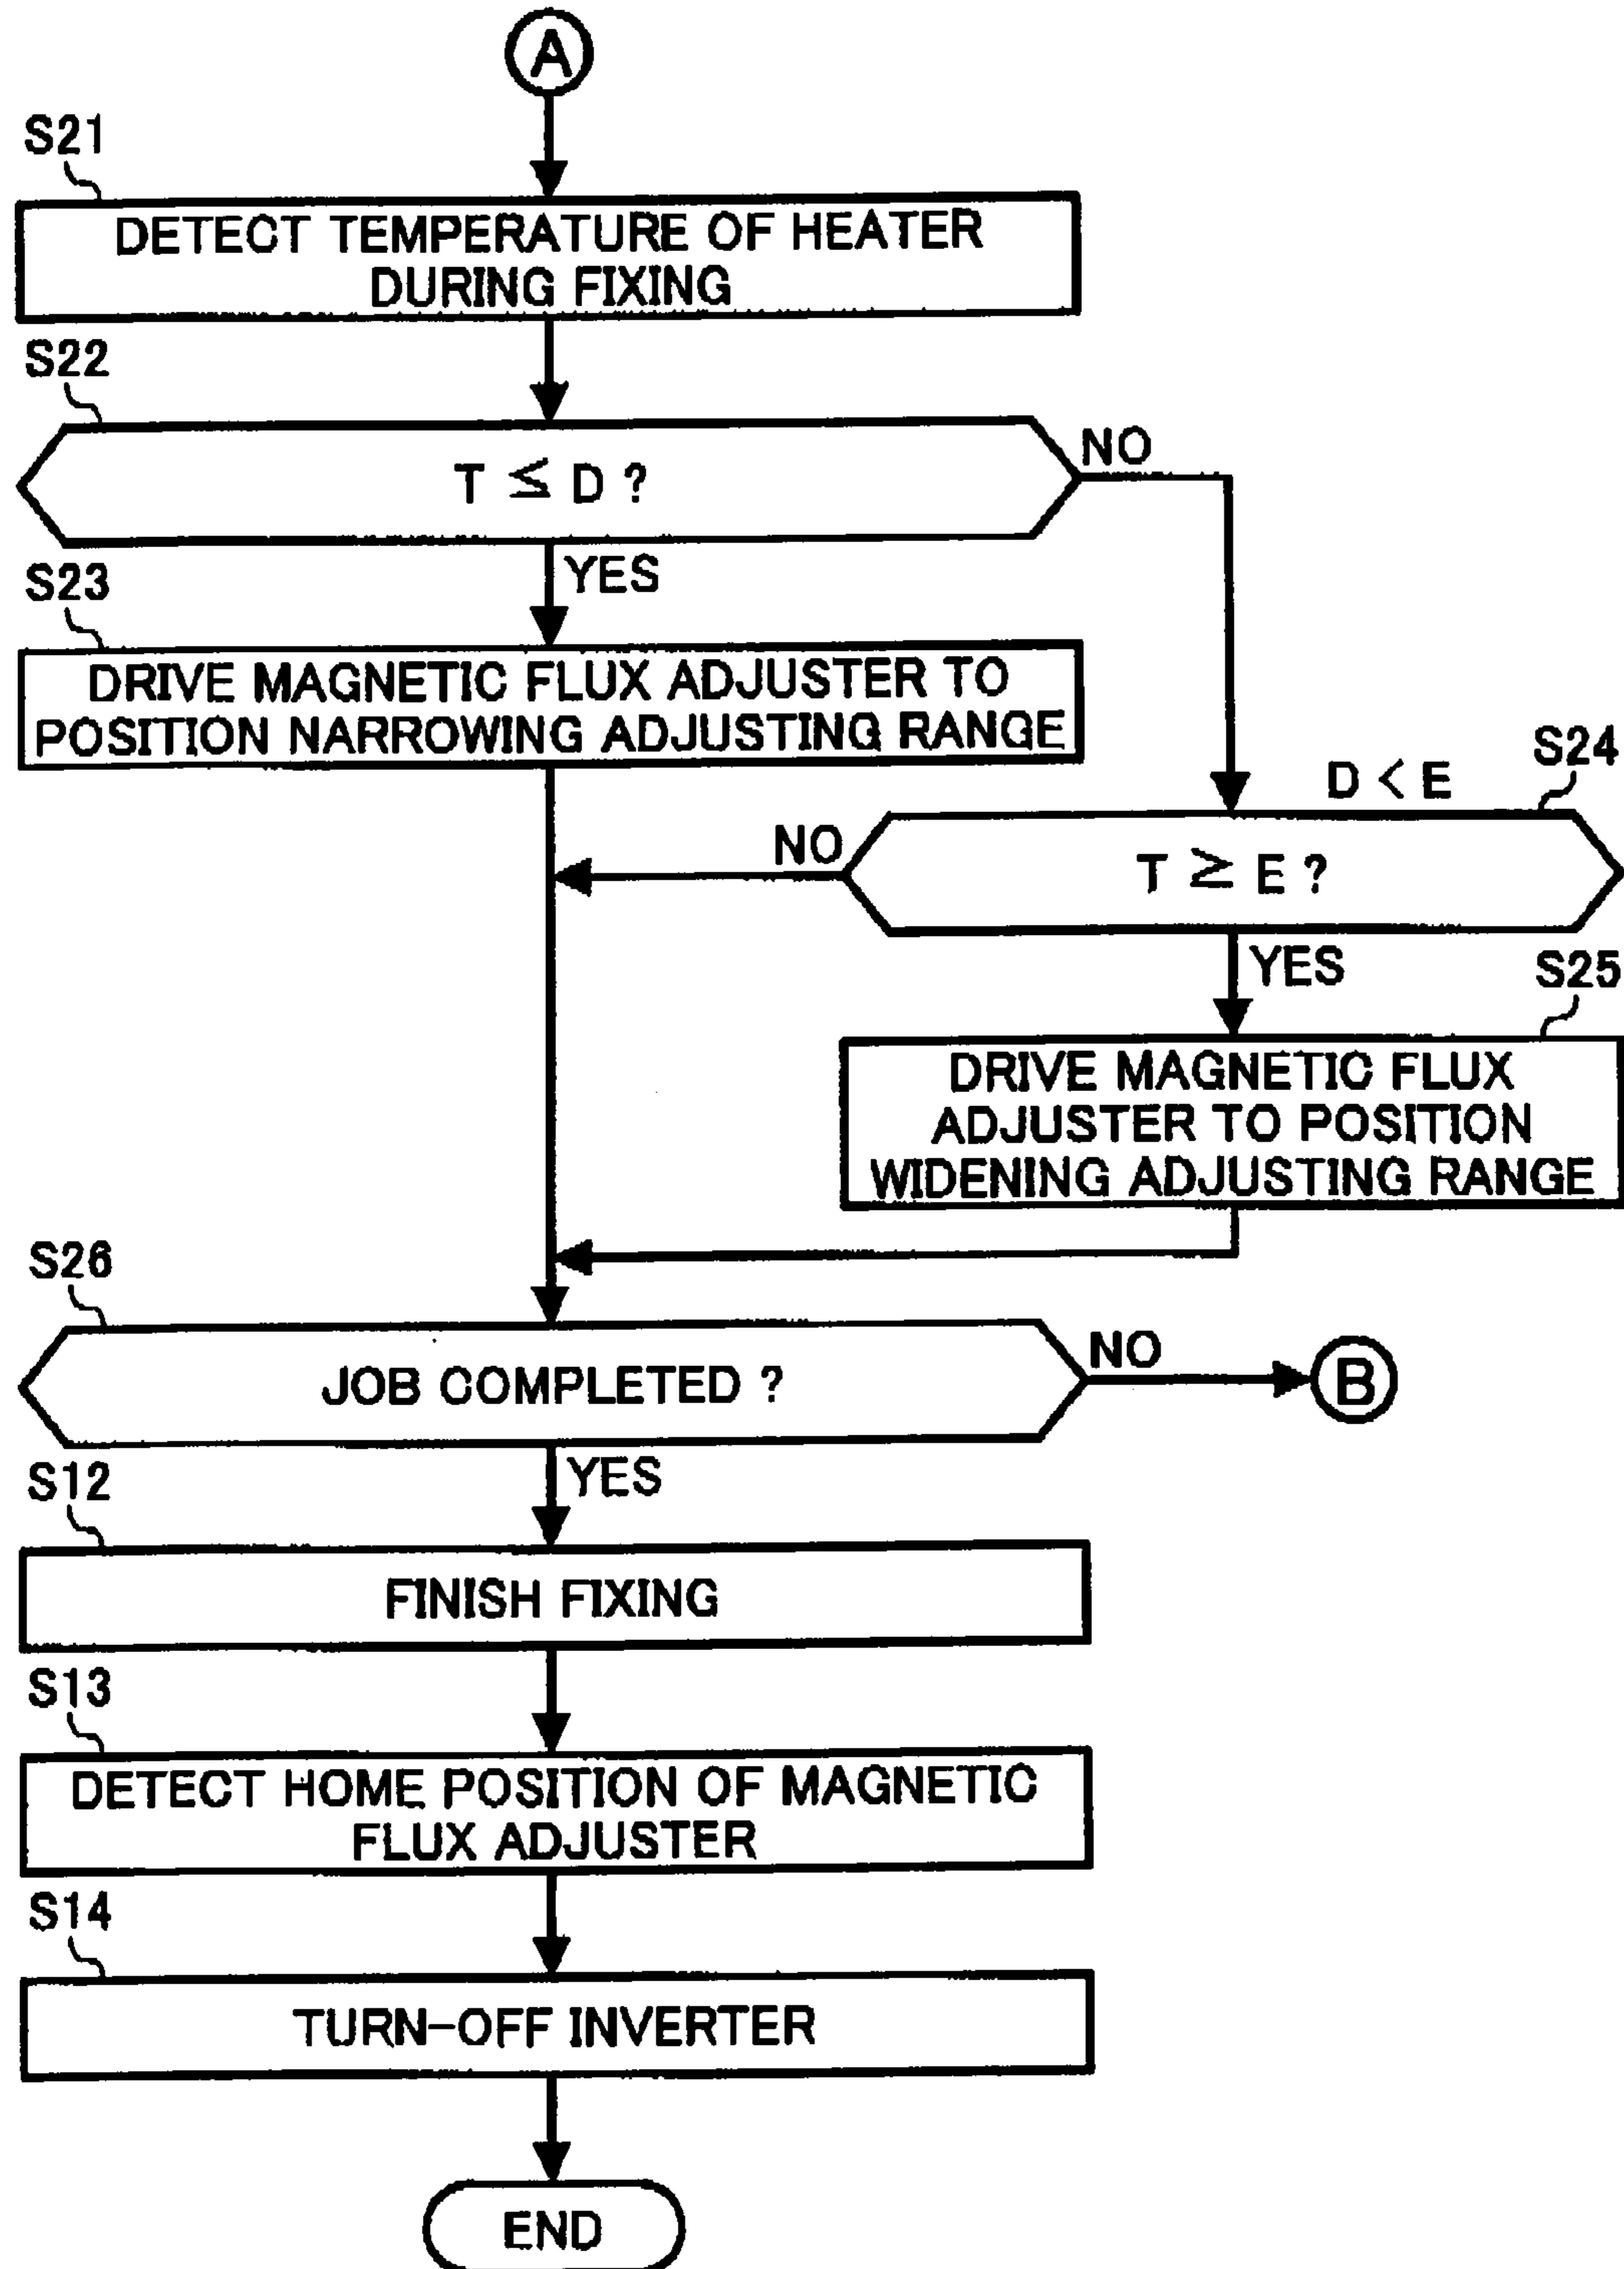 A
S21
DETECT TEMPERATURE OF HEATER
DURING FIXING
S22
T ≦ D ?
NO
YES
S23
DRIVE MAGNETIC FLUX ADJUSTER TO
POSITION NARROWING ADJUSTING RANGE
D < E
S24
T ≧ E ?
NO
YES
S25
DRIVE MAGNETIC FLUX
ADJUSTER TO POSITION
WIDENING ADJUSTING RANGE
S26
JOB COMPLETED ?
NO
B
YES
S12
FINISH FIXING
S13
DETECT HOME POSITION OF MAGNETIC
FLUX ADJUSTER
S14
TURN-OFF INVERTER
END